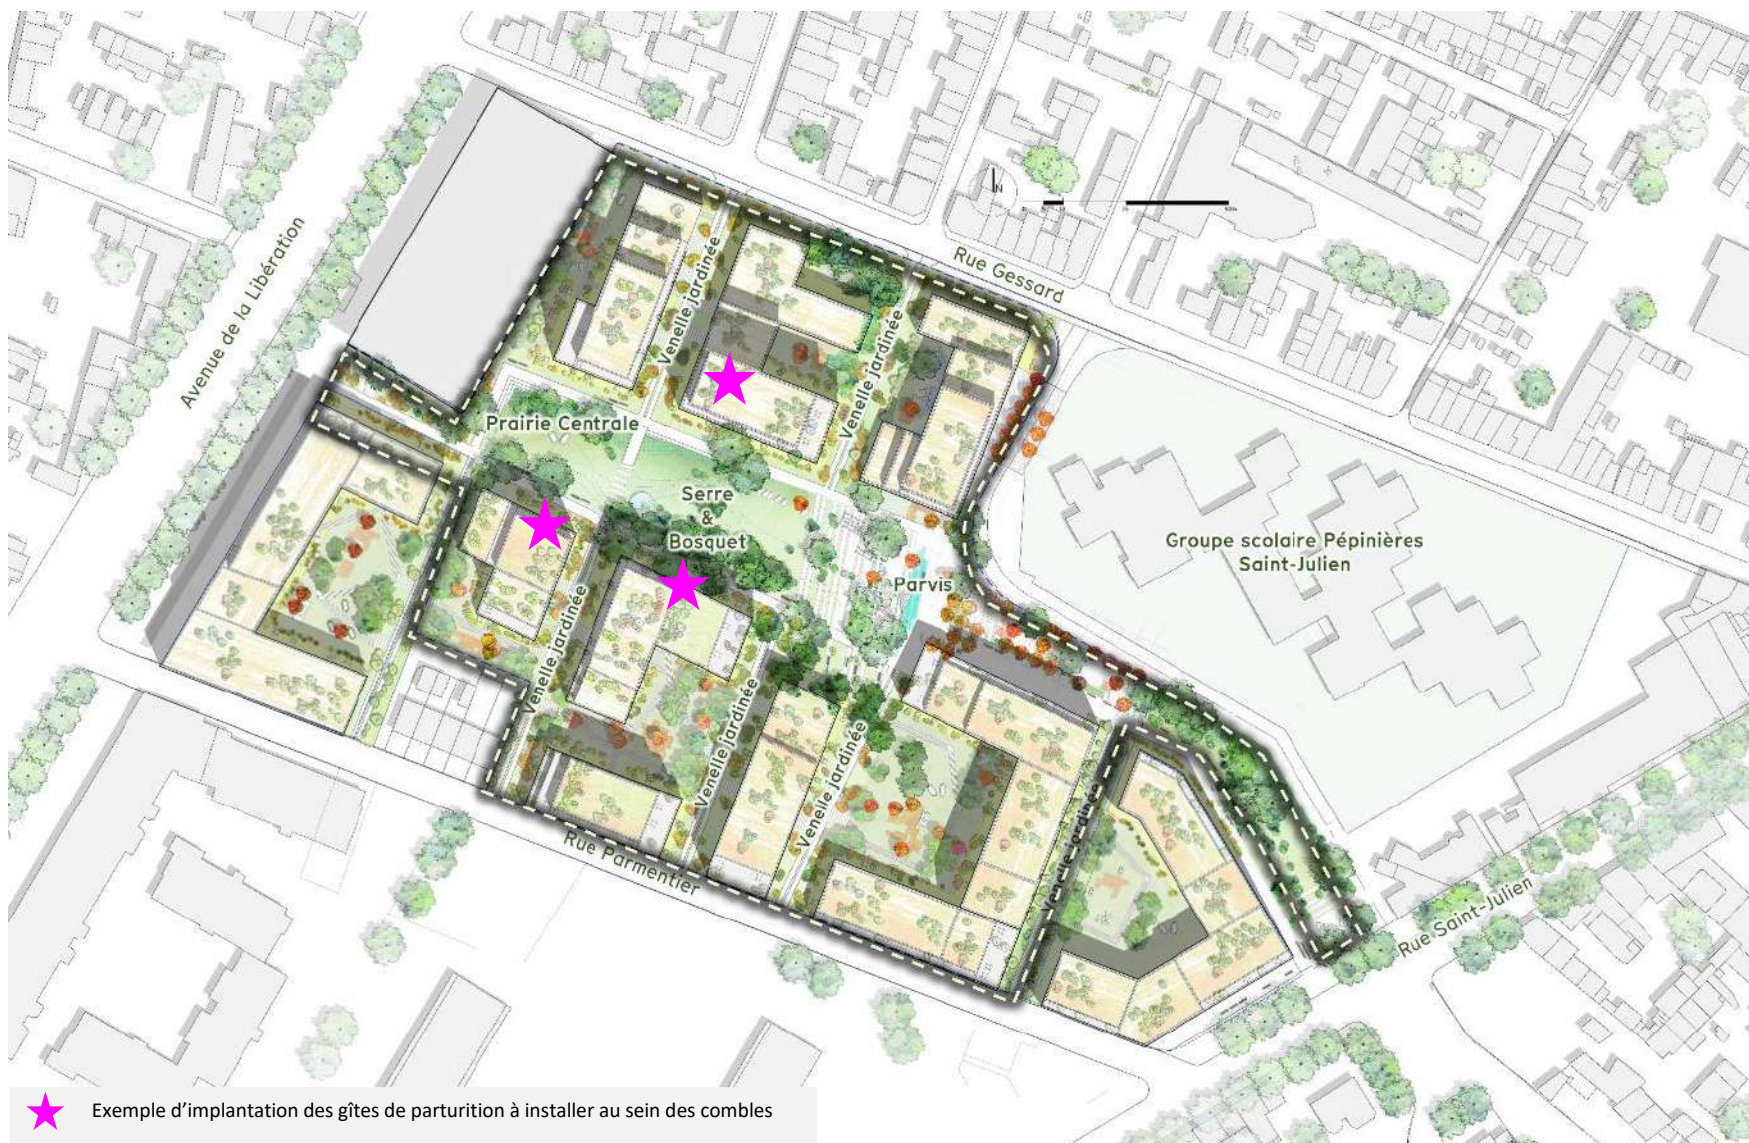 N
Rue Gessard
Avenue de la Libération
Venelle jardinée
Venelle jardinée
Prairie Centrale
Serre
&
Bosquet
Groupe scolaire Pépinières
Saint-Julien
Parvis
Venelle jardinée
Venelle jardinée
Venelle jardinée
Venelle jardinée
Rue Parmentier
Rue Saint-Julien
Exemple d’implantation des gîtes de parturition à installer au sein des combles